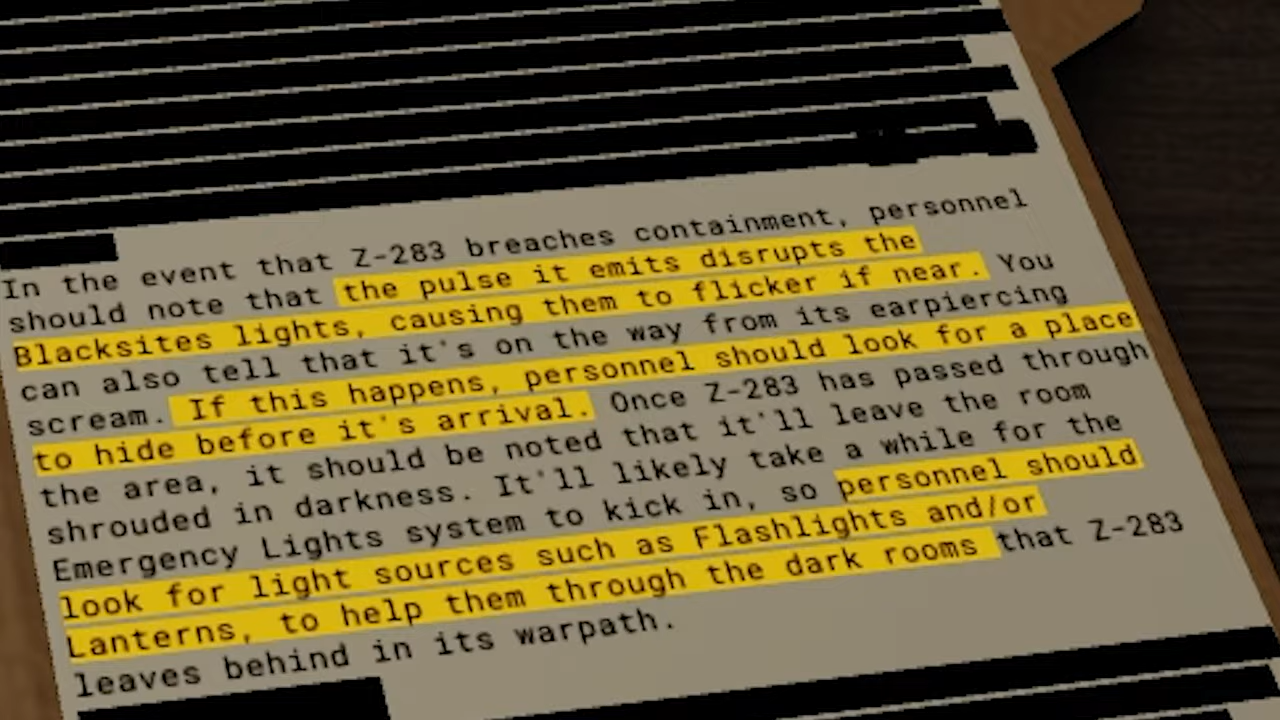 In the event that Z-283 breaches containment, personnel
should note that the pulse it emits disrupts the
Blacksites lights, causing them to flicker if near. You
can also tell that it's on the way from its earpiercing
scream. If this happens, personnel should look for a place
to hide before it's arrival. Once Z-283 has passed through
the area, it should be noted that it'll leave the room
shrouded in darkness. It'll likely take a while for the
Emergency Lights system to kick in, so personnel should
look for light sources such as Flashlights and/or
Lanterns, to help them through the dark rooms that Z-283
leaves behind in its warpath.